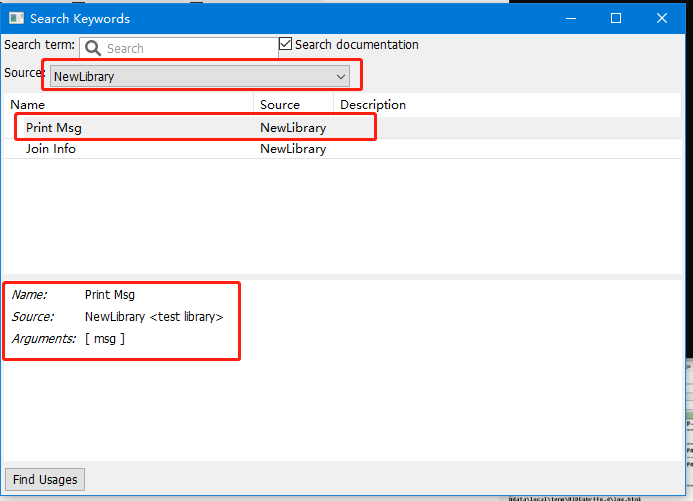 Search Keywords
Search term: Search Search documentation
Source: NewLibrary
Name Source Description
Print Msg NewLibrary
Join Info NewLibrary
Name: Print Msg
Source: NewLibrary <test library>
Arguments: [ msg ]
Find Usages